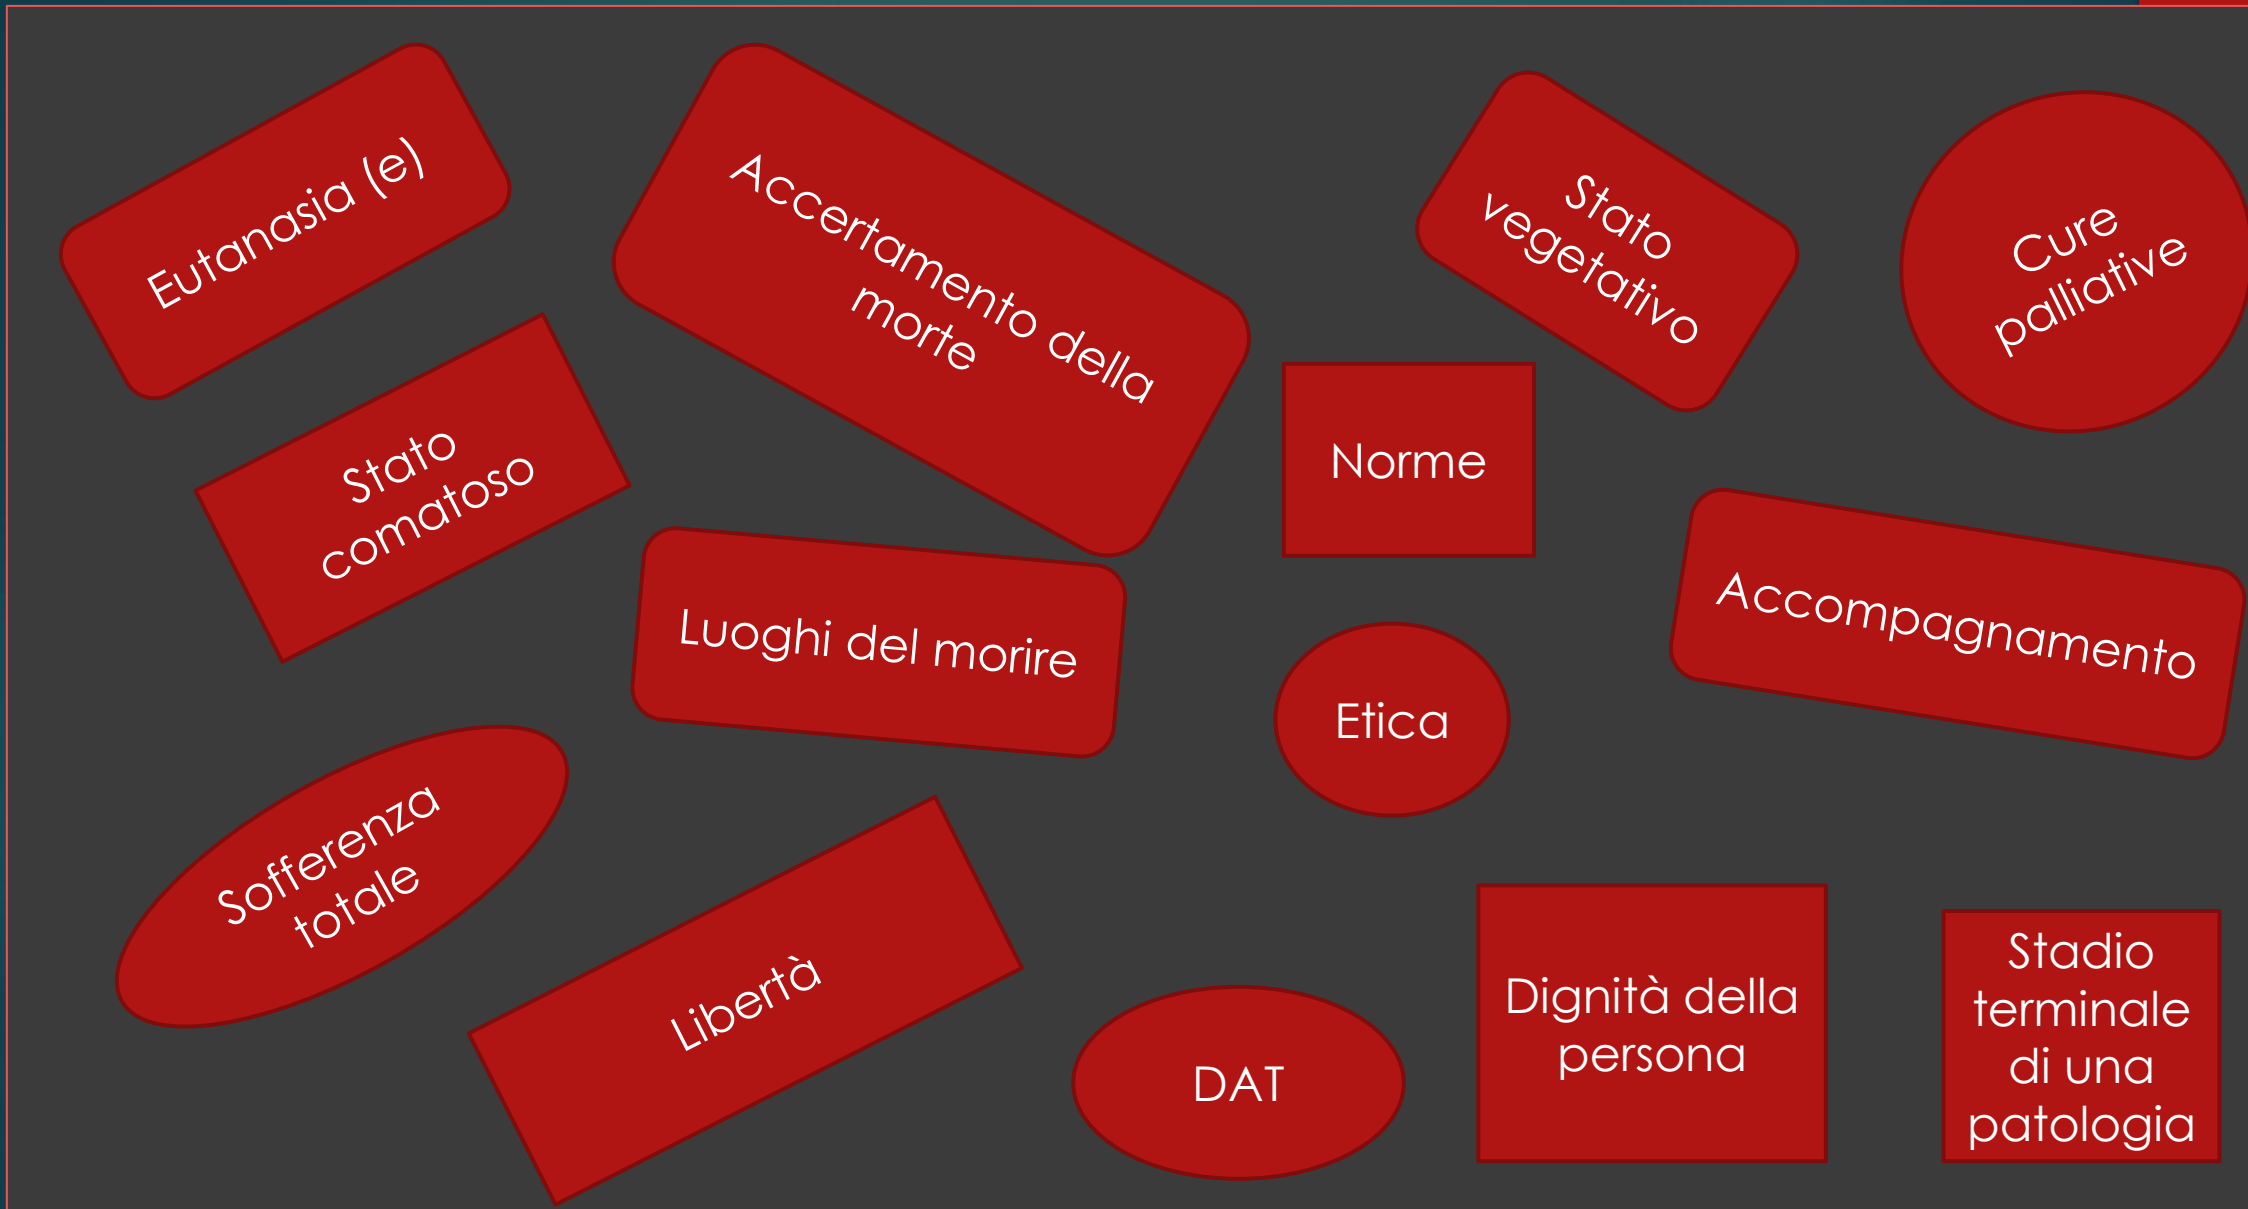 Eutanasia (e)
Accertamento della
morte
Stato
vegetativo
Cure
palliative
Stato
comatoso
Norme
Luoghi del morire
Accompagnamento
Etica
Sofferenza
totale
Libertà
DAT
Dignità della
persona
Stadio
terminale
di una
patologia